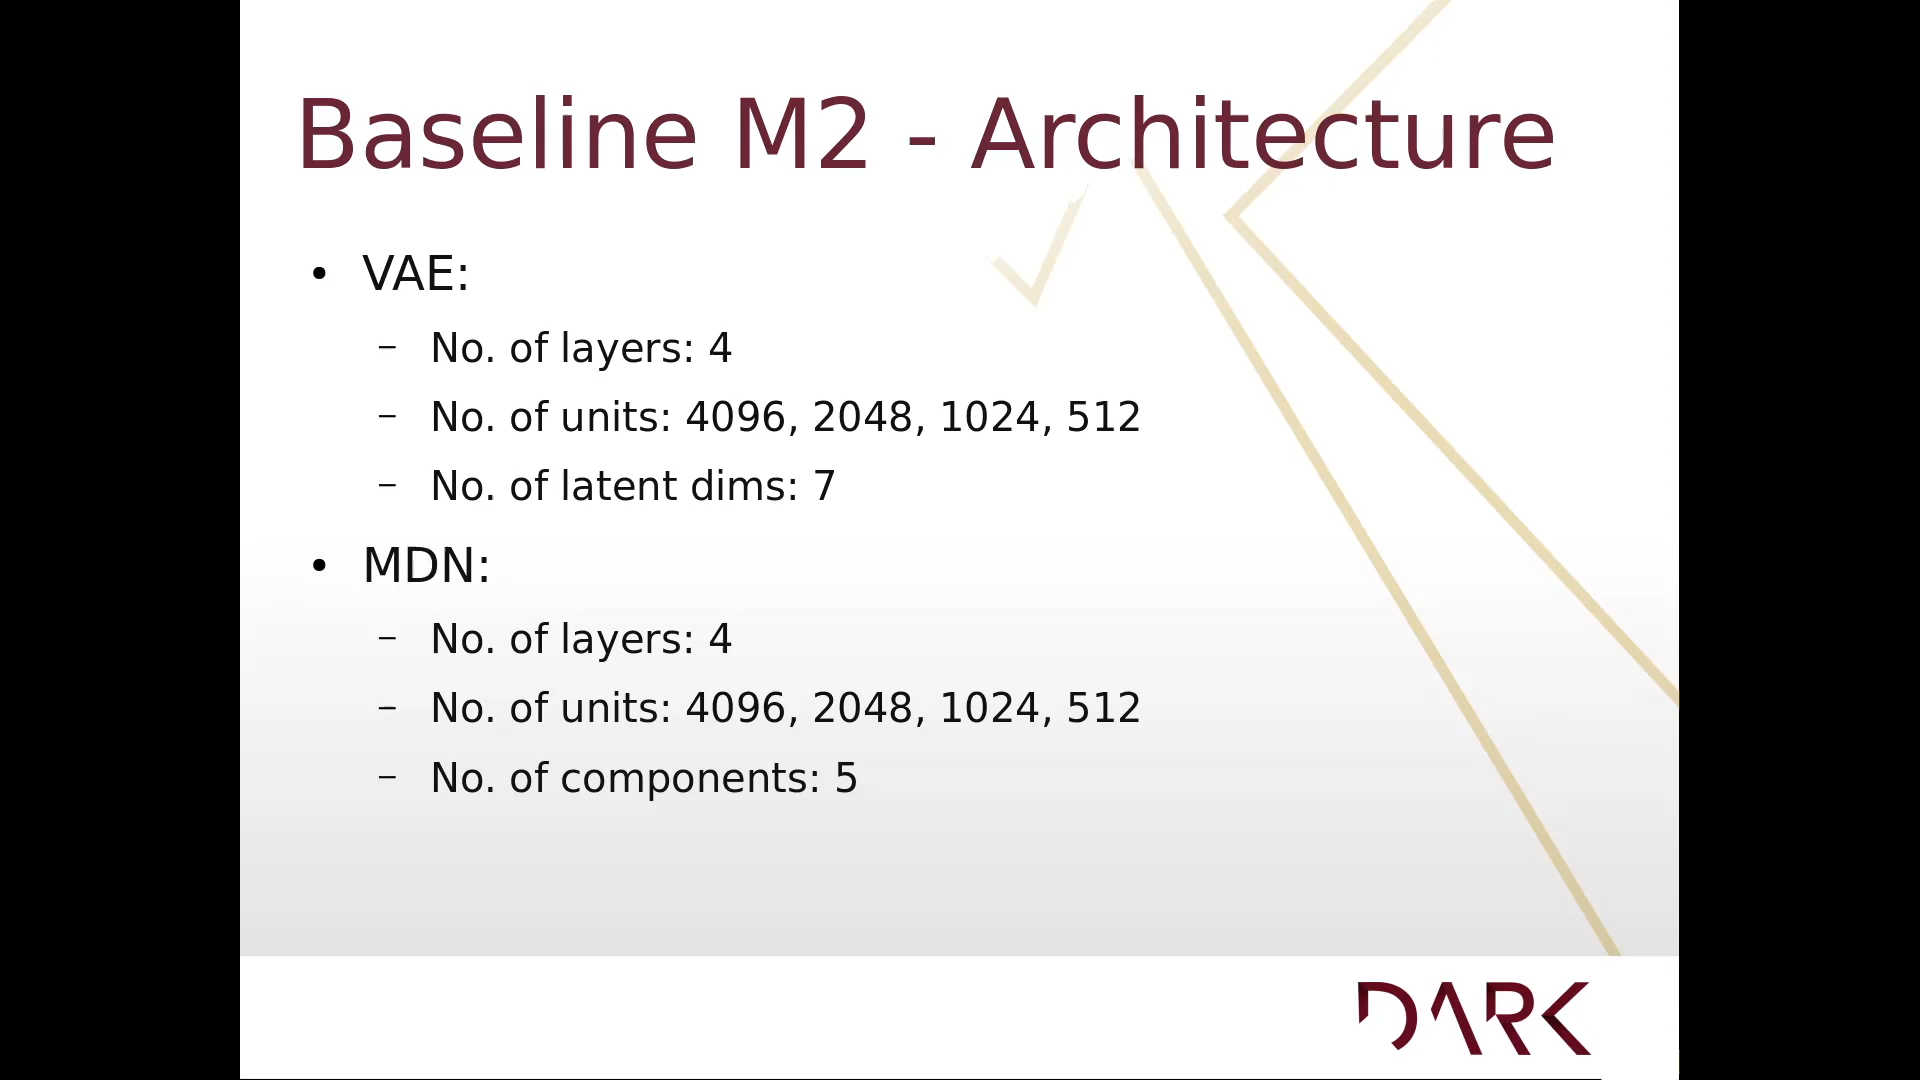 Baseline M2 - Architecture
• VAE:
– No. of layers: 4
– No. of units: 4096, 2048, 1024, 512
– No. of latent dims: 7
• MDN:
– No. of layers: 4
– No. of units: 4096, 2048, 1024, 512
– No. of components: 5
DARK